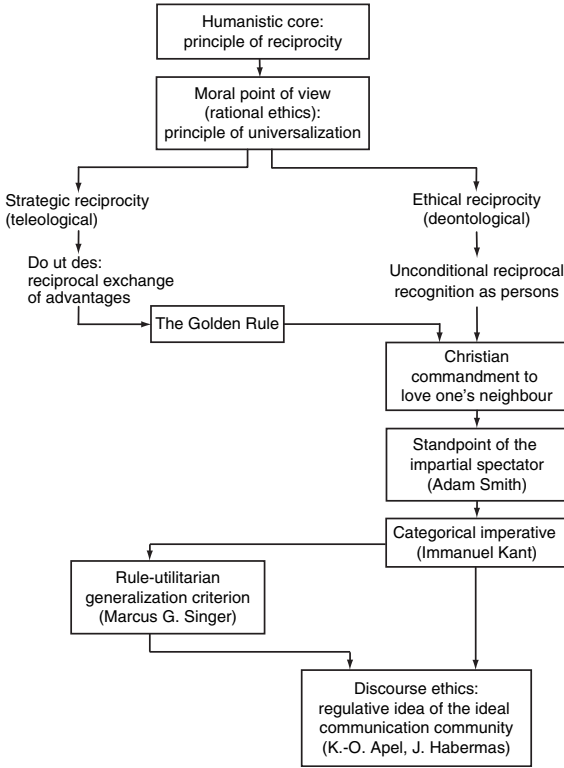 Humanistic core:
principle of reciprocity
Moral point of view
(rational ethics):
principle of universalization
Strategic reciprocity
(teleological)
Ethical reciprocity
(deontological)
Do ut des:
reciprocal exchange
of advantages
Unconditional reciprocal
recognition as persons
The Golden Rule
Christian
commandment to
love one's neighbour
Standpoint of the
impartial spectator
(Adam Smith)
Categorical imperative
(Immanuel Kant)
Rule-utilitarian
generalization criterion
(Marcus G. Singer)
Discourse ethics:
regulative idea of the ideal
communication community
(K.-O. Apel, J. Habermas)